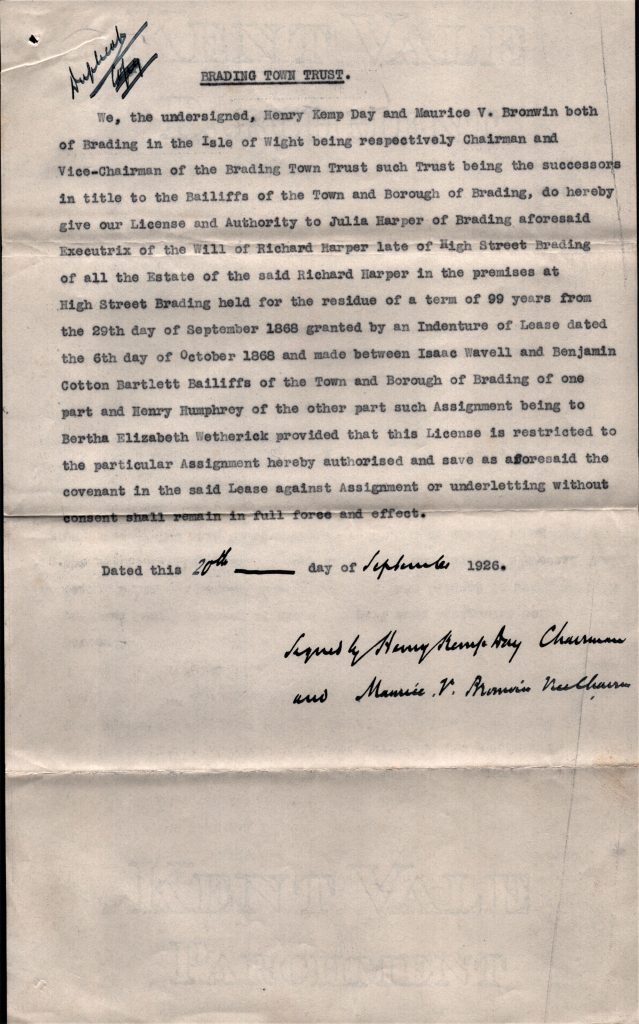 Duplicate
Copy
BRADING TOWN TRUST.
We, the undersigned, Henry Kemp Day and Maurice V. Bronwin both
of Brading in the Isle of Wight being respectively Chairman and
Vice-Chairman of the Brading Town Trust such Trust being the successors
in title to the Bailiffs of the Town and Borough of Brading, do hereby
give our License and Authority to Julia Harper of Brading aforesaid
Executrix of the Will of Richard Harper late of High Street Brading
of all the Estate of the said Richard Harper in the premises at
High Street Brading held for the residue of a term of 99 years from
the 29th day of September 1868 granted by an Indenture of Lease dated
the 6th day of October 1868 and made between Isaac Wavell and Benjamin
Cotton Bartlett Bailiffs of the Town and Borough of Brading of one
part and Henry Humphrey of the other part such Assignment being to
Bertha Elizabeth Wetherick provided that this License is restricted to
the particular Assignment hereby authorised and save as aforesaid the
covenant in the said Lease against Assignment or underletting without
consent shall remain in full force and effect.
Dated this 20th day of September 1926.
Signed by Henry Kemp Day Chairman
and Maurice V. Bronwin
KENT VALE
PARCHMENT